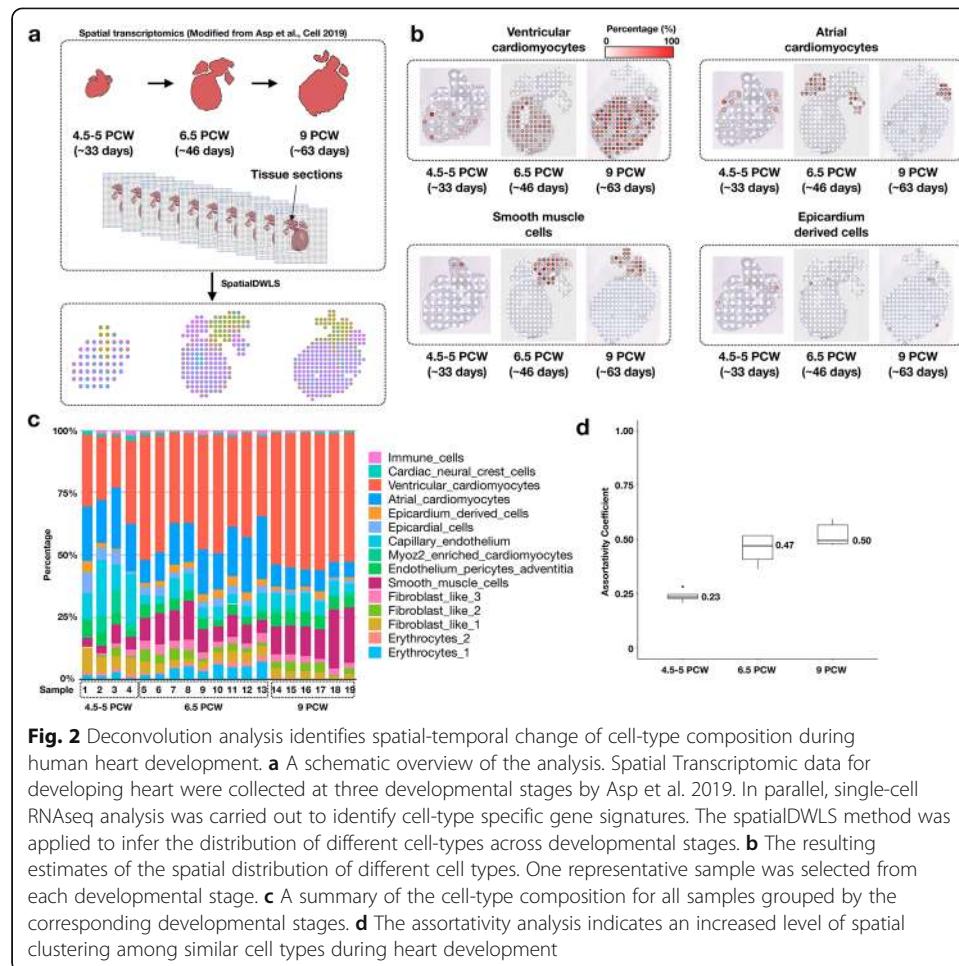 a
Spatial transcriptomics (Modified from Asp et al., Cell 2019)
4.5-5 PCW
(~33 days)
6.5 PCW
(~46 days)
9 PCW
(~63 days)
Tissue sections
SpatialDWLS
b
Ventricular
cardiomyocytes
Percentage (%)
0
100
4.5-5 PCW
(~33 days)
6.5 PCW
(~46 days)
9 PCW
(~63 days)
Atrial
cardiomyocytes
4.5-5 PCW
(~33 days)
6.5 PCW
(~46 days)
9 PCW
(~63 days)
Smooth muscle
cells
4.5-5 PCW
(~33 days)
6.5 PCW
(~46 days)
9 PCW
(~63 days)
Epicardium
derived cells
4.5-5 PCW
(~33 days)
6.5 PCW
(~46 days)
9 PCW
(~63 days)
c
Percentage
100%
75%
50%
25%
0%
Sample 1 2 3 4 5 6 7 8 9 10 11 12 13 14 15 16 17 18 19
4.5-5 PCW
6.5 PCW
9 PCW
Immune_cells
Cardiac_neural_crest_cells
Ventricular_cardiomyocytes
Atrial_cardiomyocytes
Epicardium_derived_cells
Epicardial_cells
Capillary_endothelium
Myoz2_enriched_cardiomyocytes
Endothelium_pericytes_adventitia
Smooth_muscle_cells
Fibroblast_like_3
Fibroblast_like_2
Fibroblast_like_1
Erythrocytes_2
Erythrocytes_1
d
Assortativity Coefficient
1.00
0.75
0.50
0.25
0
0.23
0.47
0.50
4.5-5 PCW
6.5 PCW
9 PCW
Fig. 2 Deconvolution analysis identifies spatial-temporal change of cell-type composition during
human heart development. a A schematic overview of the analysis. Spatial Transcriptomic data for
developing heart were collected at three developmental stages by Asp et al. 2019. In parallel, single-cell
RNAseq analysis was carried out to identify cell-type specific gene signatures. The spatialDWLS method was
applied to infer the distribution of different cell-types across developmental stages. b The resulting
estimates of the spatial distribution of different cell types. One representative sample was selected from
each developmental stage. c A summary of the cell-type composition for all samples grouped by the
corresponding developmental stages. d The assortativity analysis indicates an increased level of spatial
clustering among similar cell types during heart development